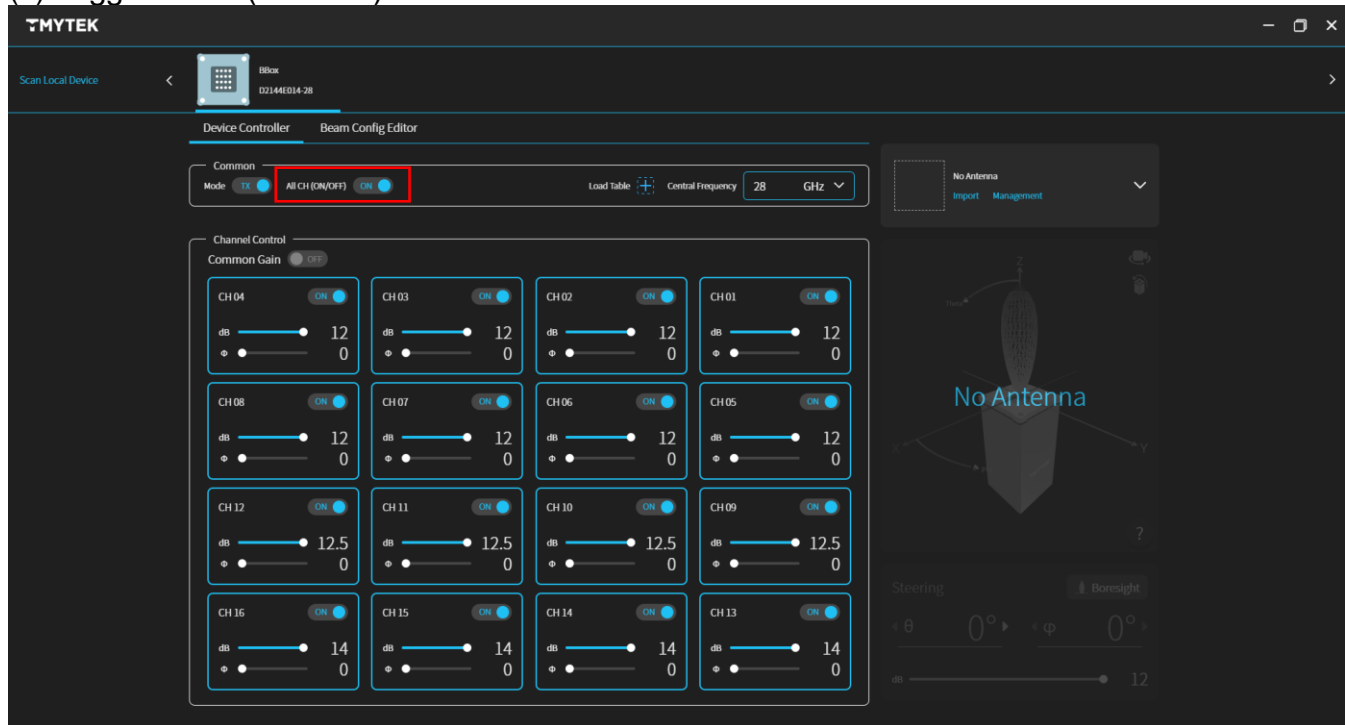 TMYTEK
Scan Local Device
BBox
D2144E014-28
Device Controller Beam Config Editor
Common
Mode TX All CH (ON/OFF) ON Load Table Central Frequency 28 GHz
No Antenna
Import Management
Channel Control
Common Gain OFF
CH 04 ON CH 03 ON CH 02 ON CH 01 ON
dB 12 dB 12 dB 12 dB 12
Φ 0 Φ 0 Φ 0 Φ 0
CH 08 ON CH 07 ON CH 06 ON CH 05 ON
dB 12 dB 12 dB 12 dB 12
Φ 0 Φ 0 Φ 0 Φ 0
CH 12 ON CH 11 ON CH 10 ON CH 09 ON
dB 12.5 dB 12.5 dB 12.5 dB 12.5
Φ 0 Φ 0 Φ 0 Φ 0
CH 16 ON CH 15 ON CH 14 ON CH 13 ON
dB 14 dB 14 dB 14 dB 14
Φ 0 Φ 0 Φ 0 Φ 0
Z
No Antenna
X Y
?
Steering Boresight
θ 0° φ 0°
dB 12